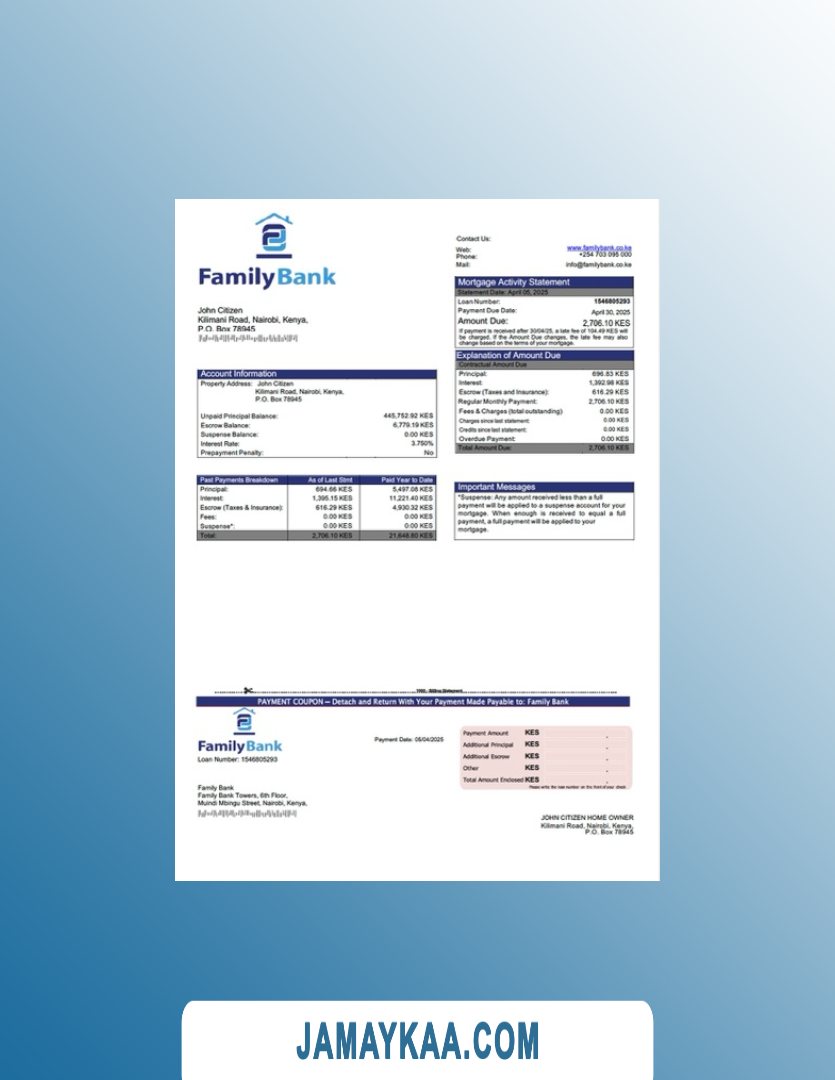 FamilyBank
Contact Us:
Web: www.familybank.co.ke
Phone: +254 703 095 000
Mail: info@familybank.co.ke
John Citizen
Kilimani Road, Nairobi, Kenya,
P.O. Box 78945
Mortgage Activity Statement
Statement Date: April 05, 2025
Loan Number: 1546805293
Payment Due Date: April 30, 2025
Amount Due: 2,706.10 KES
If payment is received after 30/04/25, a late fee of 104.49 KES will
be charged. If the Amount Due changes, the late fee may also
change based on the terms of your mortgage.
Explanation of Amount Due
Contractual Amount Due
Principal: 696.83 KES
Interest: 1,392.98 KES
Escrow (Taxes and Insurance): 616.29 KES
Regular Monthly Payment: 2,706.10 KES
Fees & Charges (total outstanding) 0.00 KES
Charges since last statement: 0.00 KES
Credits since last statement: 0.00 KES
Overdue Payment: 0.00 KES
Total Amount Due: 2,706.10 KES
Account Information
Property Address: John Citizen
Kilimani Road, Nairobi, Kenya,
P.O. Box 78945
Unpaid Principal Balance: 445,752.92 KES
Escrow Balance: 6,779.19 KES
Suspense Balance: 0.00 KES
Interest Rate: 3.750%
Prepayment Penalty: No
Past Payments Breakdown As of Last Stmt Paid Year to Date
Principal: 694.66 KES 5,497.08 KES
Interest: 1,395.15 KES 11,221.40 KES
Escrow (Taxes & Insurance): 616.29 KES 4,930.32 KES
Fees: 0.00 KES 0.00 KES
Suspense*: 0.00 KES 0.00 KES
Total: 2,706.10 KES 21,648.80 KES
Important Messages
*Suspense: Any amount received less than a full
payment will be applied to a suspense account for your
mortgage. When enough is received to equal a full
payment, a full payment will be applied to your
mortgage.
PAYMENT COUPON – Detach and Return With Your Payment Made Payable to: Family Bank
FamilyBank
Loan Number: 1546805293
Payment Date: 05/04/2025
Payment Amount KES
Additional Principal KES
Additional Escrow KES
Other KES
Total Amount Enclosed KES
Family Bank
Family Bank Towers, 6th Floor,
Muindi Mbingu Street, Nairobi, Kenya,
JOHN CITIZEN HOME OWNER
Kilimani Road, Nairobi, Kenya,
P.O. Box 78945
JAMAYKAA.COM